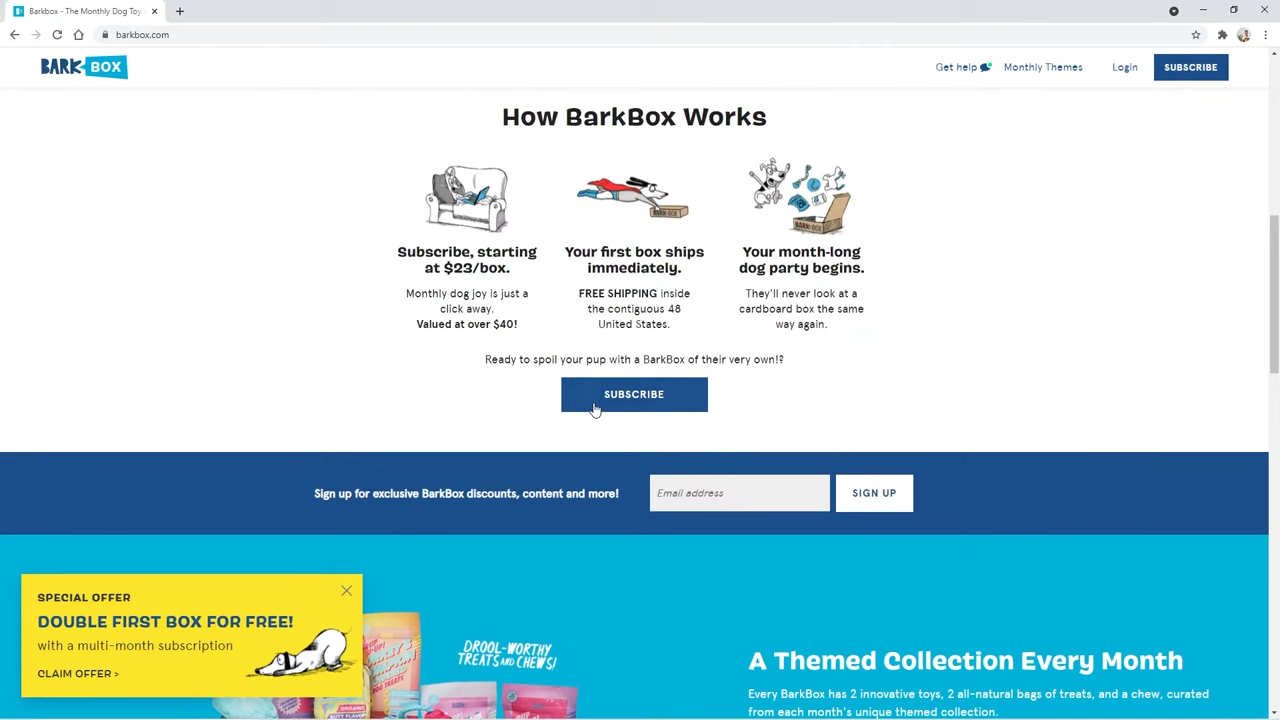 Barkbox - The Monthly Dog Toy
barkbox.com
BARK BOX
Get help
Monthly Themes
Login
SUBSCRIBE
How BarkBox Works
BARK BOX
Subscribe, starting
at $23/box.
Monthly dog joy is just a
click away.
Valued at over $40!
Your first box ships
immediately.
FREE SHIPPING inside
the contiguous 48
United States.
Your month-long
dog party begins.
They'll never look at a
cardboard box the same
way again.
Ready to spoil your pup with a BarkBox of their very own!?
SUBSCRIBE
Sign up for exclusive BarkBox discounts, content and more!
Email address
SIGN UP
SPECIAL OFFER
DOUBLE FIRST BOX FOR FREE!
with a multi-month subscription
CLAIM OFFER >
DROOL-WORTHY
TREATS AND CHEWS!
A Themed Collection Every Month
Every BarkBox has 2 innovative toys, 2 all-natural bags of treats, and a chew, curated
from each month's unique themed collection.